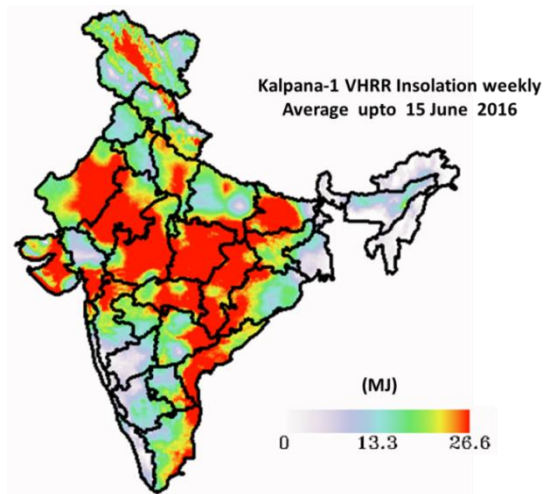 Kalpana-1 VHRR Insolation weekly
Average upto 15 June 2016
(MJ)
0 13.3 26.6